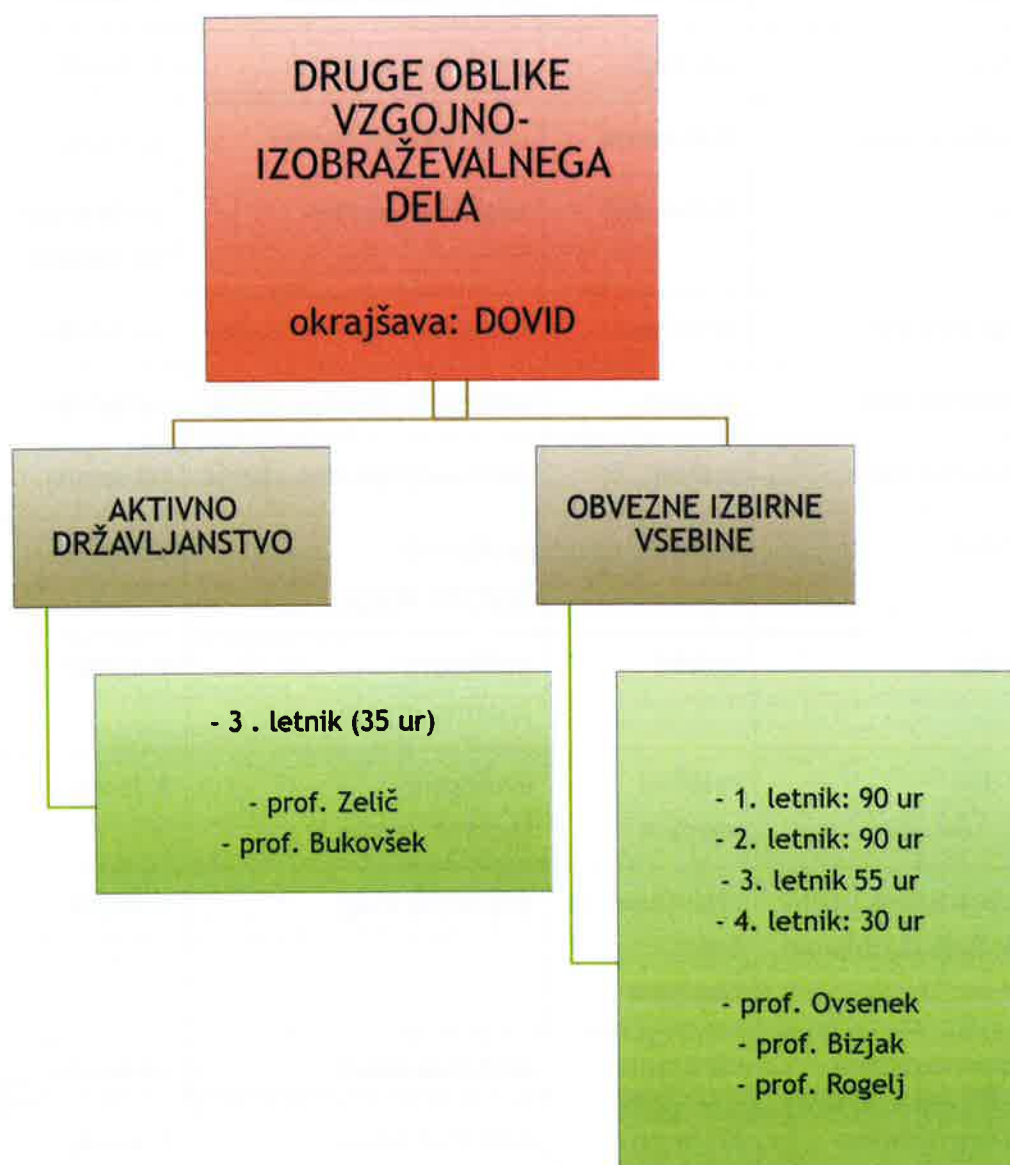 DRUGE OBLIKE
VZGOJNO-
IZOBRAŽEVALNEGA
DELA
okrajšava: DOVID
AKTIVNO
DRŽAVLJANSTVO
OBVEZNE IZBIRNE
VSEBINE
- 3 . letnik (35 ur)
- prof. Zelič
- prof. Bukovšek
- 1. letnik: 90 ur
- 2. letnik: 90 ur
- 3. letnik 55 ur
- 4. letnik: 30 ur
- prof. Ovsenek
- prof. Bizjak
- prof. Rogelj